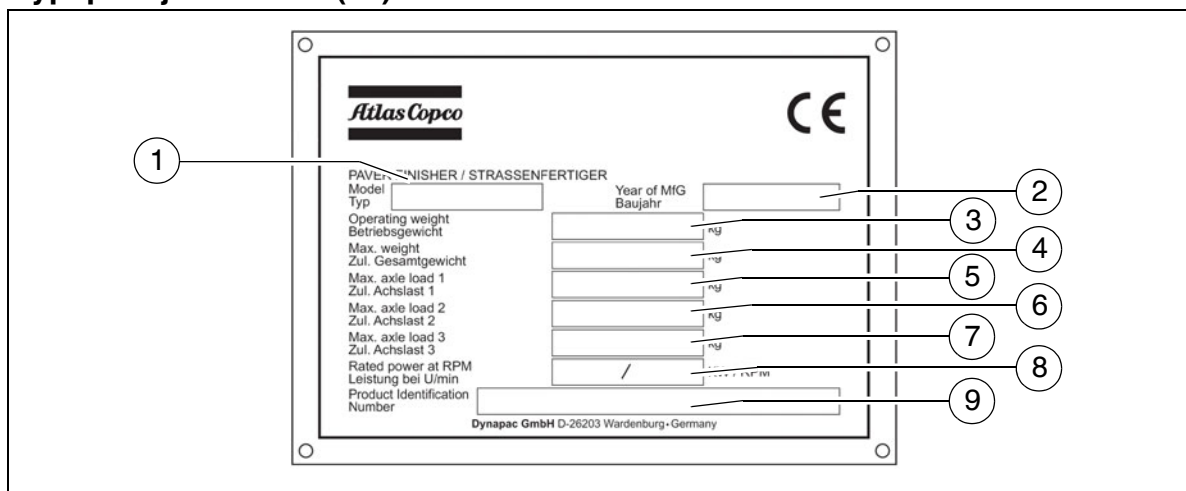 Atlas Copco
CE
1
PAVER FINISHER / STRASSENFERTIGER
Model
Typ
Year of MfG
Baujahr
2
Operating weight
Betriebsgewicht
kg
3
Max. weight
Zul. Gesamtgewicht
kg
4
Max. axle load 1
Zul. Achslast 1
kg
5
Max. axle load 2
Zul. Achslast 2
kg
6
Max. axle load 3
Zul. Achslast 3
kg
7
Rated power at RPM
Leistung bei U/min
/
/ RPM
8
Product Identification
Number
9
Dynapac GmbH D-26203 Wardenburg•Germany